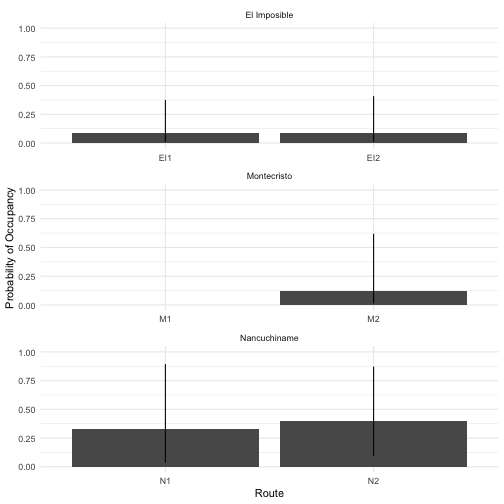 El Imposible
1.00
0.75
0.50
0.25
0.00
EI1
EI2
Montecristo
1.00
0.75
0.50
0.25
0.00
M1
M2
Probability of Occupancy
Nancuchiname
1.00
0.75
0.50
0.25
0.00
N1
N2
Route